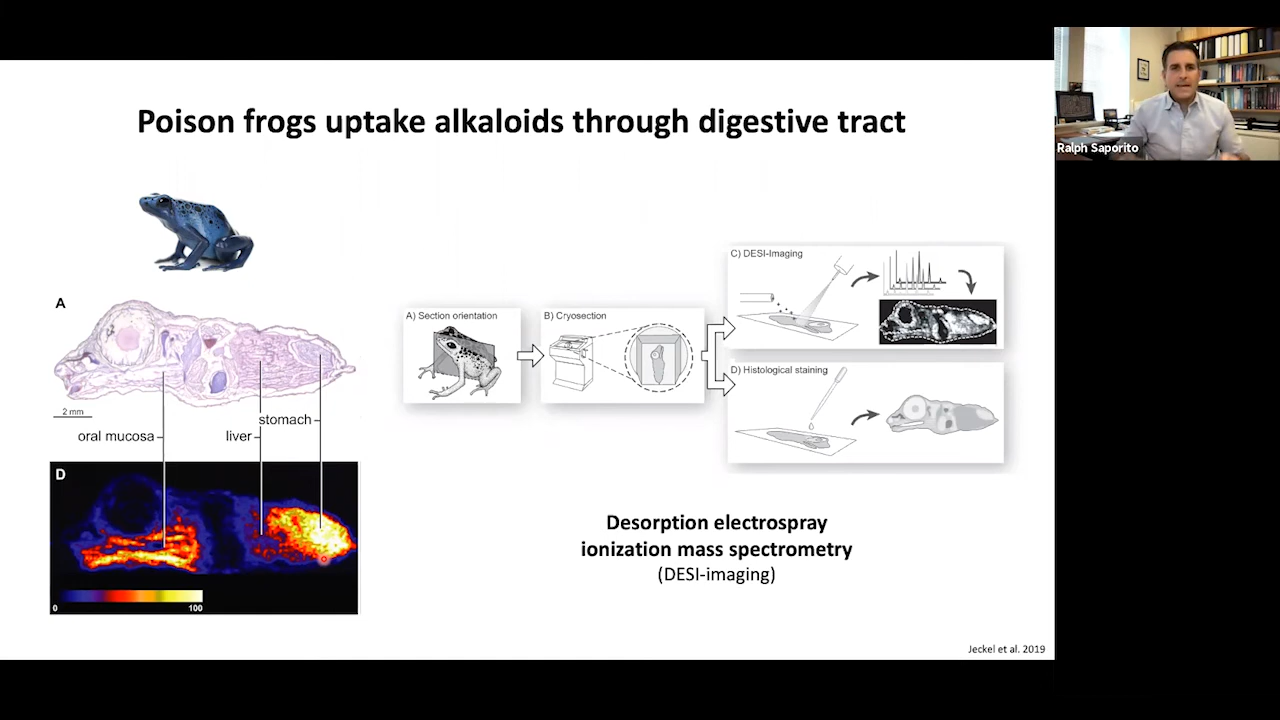 Poison frogs uptake alkaloids through digestive tract
Ralph Saporito
A
2 mm
oral mucosa
liver
stomach
D
0
100
A) Section orientation
B) Cryosection
C) DESI-Imaging
D) Histological staining
Desorption electrospray
ionization mass spectrometry
(DESI-imaging)
Jeckel et al. 2019